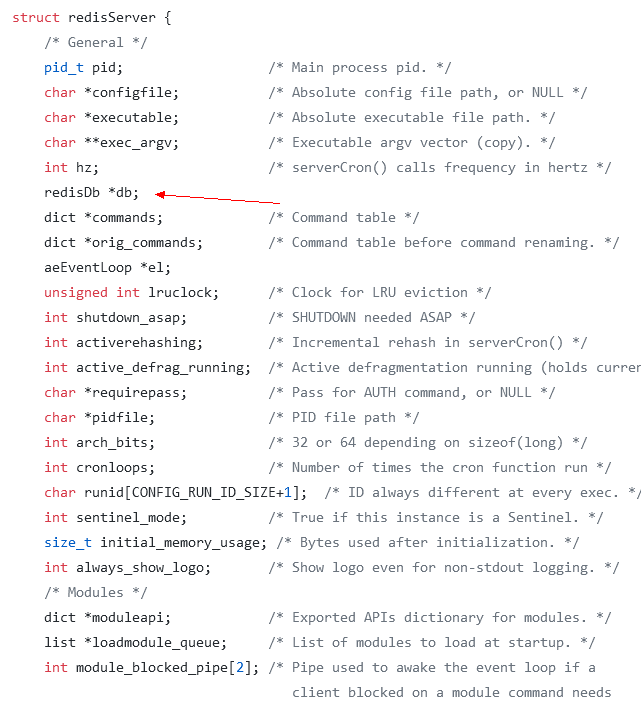 struct redisServer {
/* General */
pid_t pid; /* Main process pid. */
char *configfile; /* Absolute config file path, or NULL */
char *executable; /* Absolute executable file path. */
char **exec_argv; /* Executable argv vector (copy). */
int hz; /* serverCron() calls frequency in hertz */
redisDb *db;
dict *commands; /* Command table */
dict *orig_commands; /* Command table before command renaming. */
aeEventLoop *el;
unsigned int lruclock; /* Clock for LRU eviction */
int shutdown_asap; /* SHUTDOWN needed ASAP */
int activerehashing; /* Incremental rehash in serverCron() */
int active_defrag_running; /* Active defragmentation running (holds curren
char *requirepass; /* Pass for AUTH command, or NULL */
char *pidfile; /* PID file path */
int arch_bits; /* 32 or 64 depending on sizeof(long) */
int cronloops; /* Number of times the cron function run */
char runid[CONFIG_RUN_ID_SIZE+1]; /* ID always different at every exec. */
int sentinel_mode; /* True if this instance is a Sentinel. */
size_t initial_memory_usage; /* Bytes used after initialization. */
int always_show_logo; /* Show logo even for non-stdout logging. */
/* Modules */
dict *moduleapi; /* Exported APIs dictionary for modules. */
list *loadmodule_queue; /* List of modules to load at startup. */
int module_blocked_pipe[2]; /* Pipe used to awake the event loop if a
client blocked on a module command needs